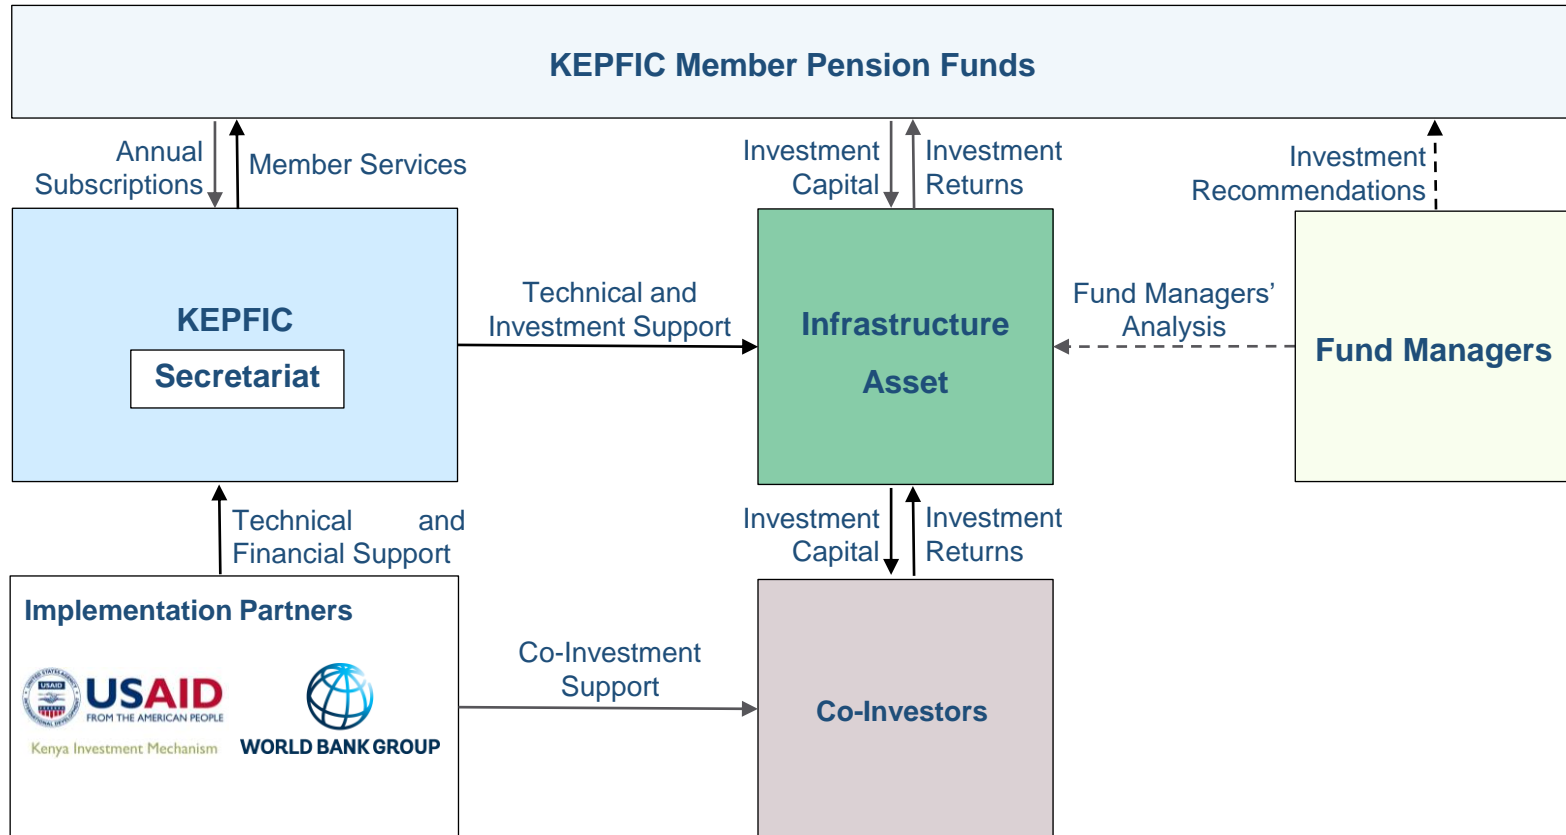 KEPFIC Member Pension Funds
Annual
Subscriptions
Member Services
Investment
Capital
Investment
Returns
Investment
Recommendations
KEPFIC
Secretariat
Technical and
Investment Support
Infrastructure
Asset
Fund Managers’
Analysis
Fund Managers
Technical and
Financial Support
Investment
Capital
Investment
Returns
Implementation Partners
USAID
USAID
FROM THE AMERICAN PEOPLE
Kenya Investment Mechanism
WORLD BANK GROUP
Co-Investment
Support
Co-Investors